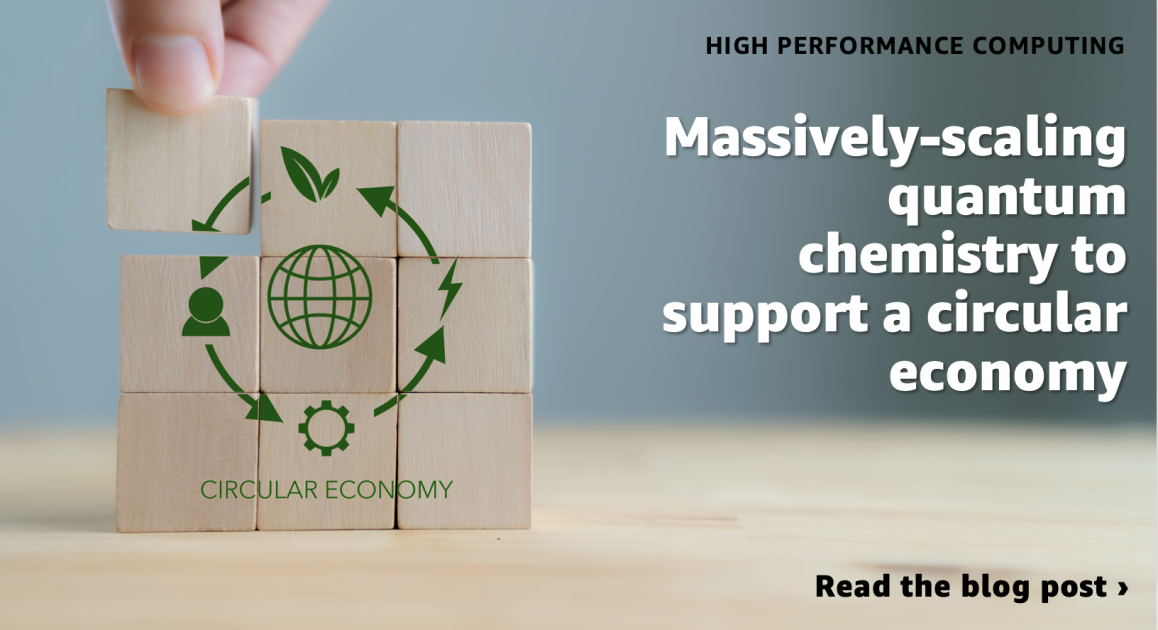 HIGH PERFORMANCE COMPUTING
Massively-scaling
quantum
chemistry to
support a circular
economy
CIRCULAR ECONOMY
Read the blog post ›